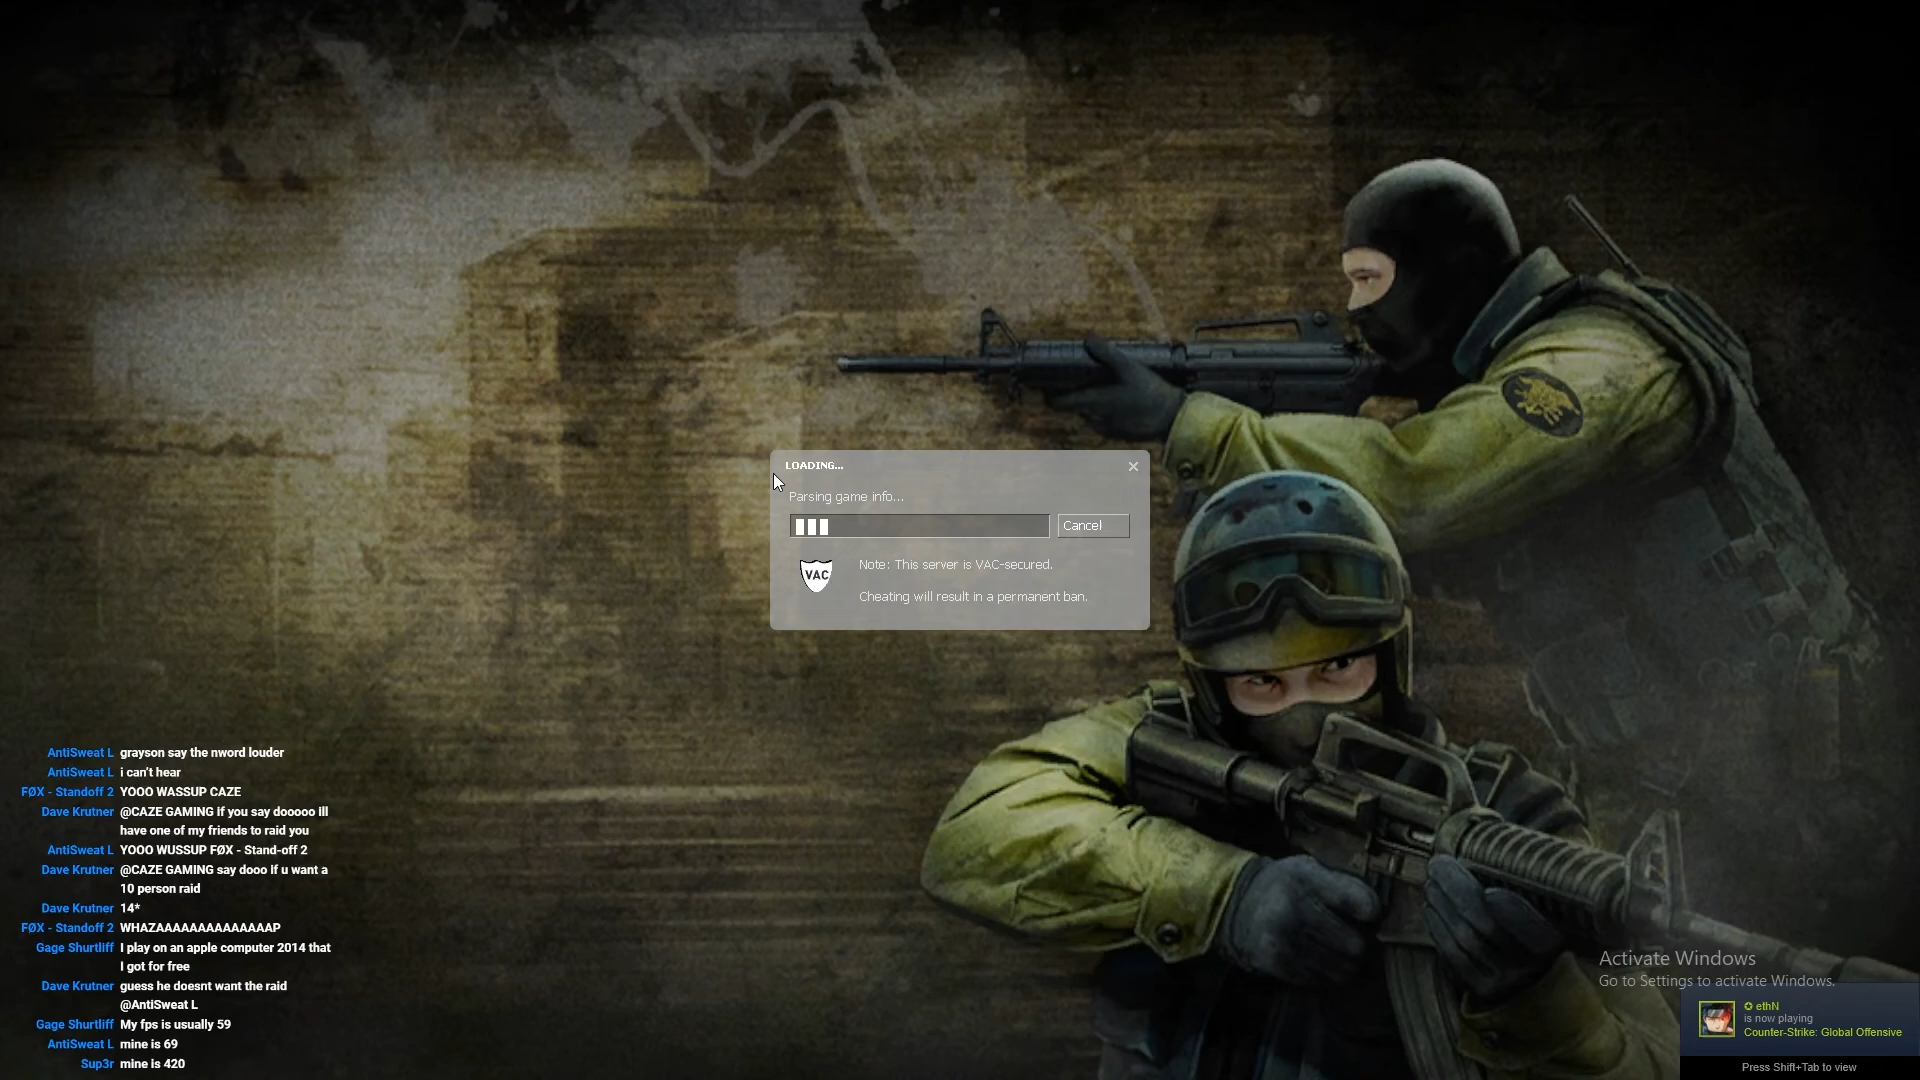 LOADING...
Parsing game info...
Cancel
VAC
Note: This server is VAC-secured.
Cheating will result in a permanent ban.
AntiSweat L grayson say the nword louder
AntiSweat L i can't hear
FØX - Standoff 2 YOOO WASSUP CAZE
Dave Krutner @CAZE GAMING if you say dooooo ill
have one of my friends to raid you
AntiSweat L YOOO WUSSUP FØX - Stand-off 2
Dave Krutner @CAZE GAMING say dooo if u want a
10 person raid
Dave Krutner 14*
FØX - Standoff 2 WHAZAAAAAAAAAAAAAAP
Gage Shurtliff I play on an apple computer 2014 that
I got for free
Dave Krutner guess he doesnt want the raid
@AntiSweat L
Gage Shurtliff My fps is usually 59
AntiSweat L mine is 69
Sup3r mine is 420
Activate Windows
Go to Settings to activate Windows.
ethN
is now playing
Counter-Strike: Global Offensive
Press Shift+Tab to view